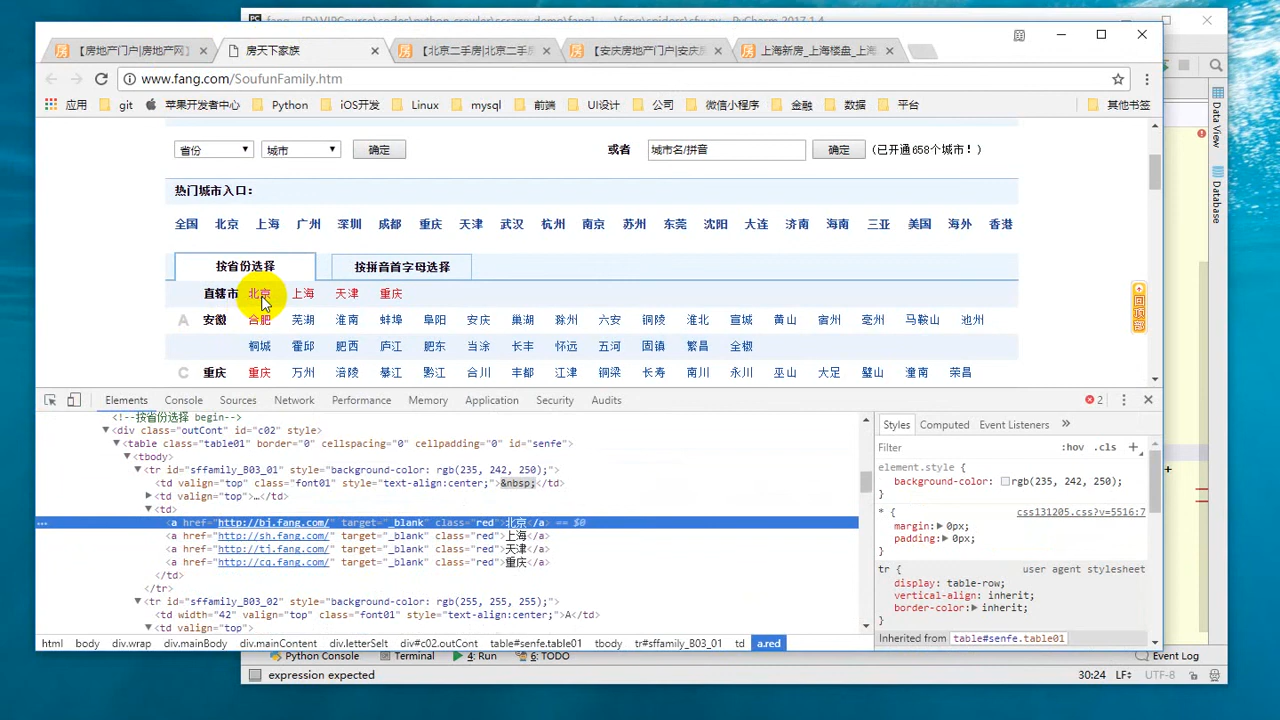 fang - [D:\VIPCourse\codes\python-crawler\scrapy_demo\fang] - ...\fang\spiders\sfw.py - PyCharm 2017.1.4
【房地产门户|房地产网】
房天下家族
【北京二手房|北京二手房
【安庆房地产门户|安庆房
上海新房_上海楼盘_上海
www.fang.com/SoufunFamily.htm
应用 git 苹果开发者中心 Python iOS开发 Linux mysql 前端 UI设计 公司 微信小程序 金融 数据 平台 其他书签
省份 城市 确定 或者 城市名/拼音 确定 (已开通658个城市！)
热门城市入口：
全国 北京 上海 广州 深圳 成都 重庆 天津 武汉 杭州 南京 苏州 东莞 沈阳 大连 济南 海南 三亚 美国 海外 香港
按省份选择 按拼音首字母选择
直辖市 北京 上海 天津 重庆
A 安徽 合肥 芜湖 淮南 蚌埠 阜阳 安庆 巢湖 滁州 六安 铜陵 淮北 宣城 黄山 宿州 亳州 马鞍山 池州
桐城 霍邱 肥西 庐江 肥东 当涂 长丰 怀远 五河 固镇 繁昌 全椒
C 重庆 重庆 万州 涪陵 綦江 黔江 合川 丰都 江津 铜梁 长寿 南川 永川 巫山 大足 璧山 潼南 荣昌
回顶部
Data View
Database
Elements Console Sources Network Performance Memory Application Security Audits 2
<!--按省份选择 begin-->
<div class="outCont" id="c02" style>
<table class="table01" border="0" cellspacing="0" cellpadding="0" id="senfe">
<tbody>
<tr id="sffamily_B03_01" style="background-color: rgb(235, 242, 250);">
<td valign="top" class="font01" style="text-align:center;">&nbsp;</td>
<td valign="top">…</td>
<td>
<a href="http://bj.fang.com/" target="_blank" class="red">北京</a> == $0
<a href="http://sh.fang.com/" target="_blank" class="red">上海</a>
<a href="http://tj.fang.com/" target="_blank" class="red">天津</a>
<a href="http://cq.fang.com/" target="_blank" class="red">重庆</a>
</td>
</tr>
<tr id="sffamily_B03_02" style="background-color: rgb(255, 255, 255);">
<td width="42" valign="top" class="font01" style="text-align:center;">A</td>
<td valign="top">
html body div.wrap div.mainBody div.mainContent div.letterSelt div#c02.outCont table#senfe.table01 tbody tr#sffamily_B03_01 td a.red
Styles Computed Event Listeners »
Filter :hov .cls +
element.style {
background-color: rgb(235, 242, 250);
}
* { css131205.css?v=5516:7
margin: 0px;
padding: 0px;
}
tr { user agent stylesheet
display: table-row;
vertical-align: inherit;
border-color: inherit;
}
Inherited from table#senfe.table01
Python Console Terminal 4: Run 6: TODO Event Log
expression expected 30:24 LF÷ UTF-8